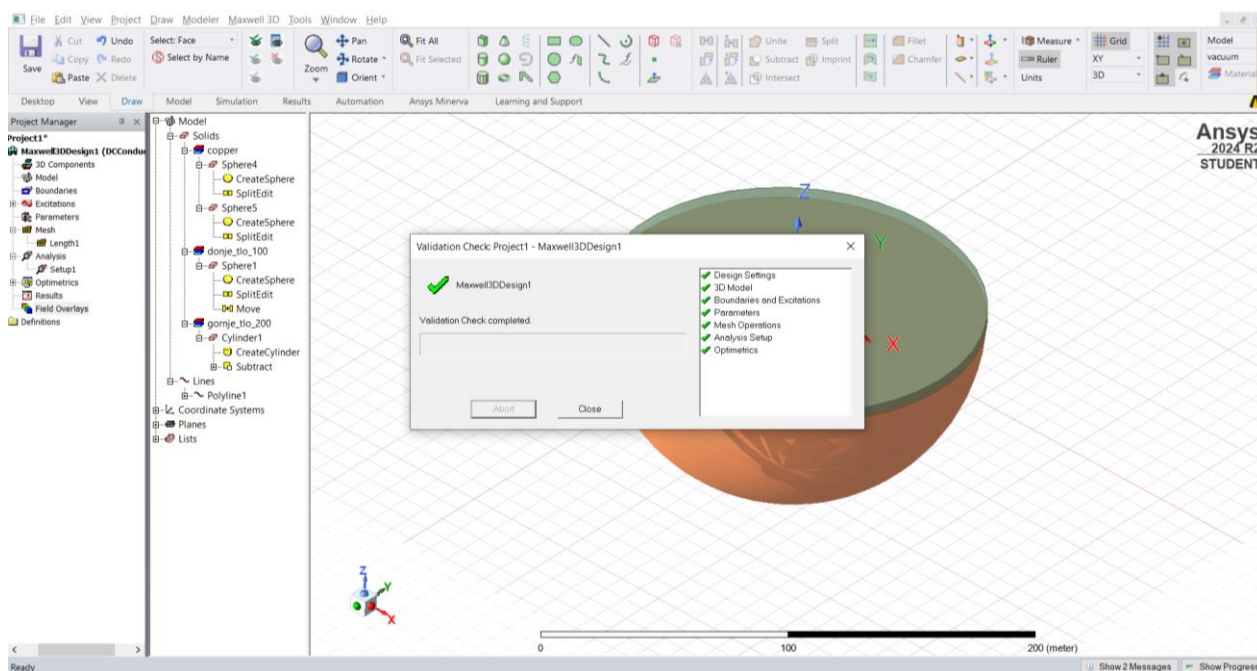 File Edit View Project Draw Modeler Maxwell 3D Tools Window Help
Save
Cut
Copy
Paste
Undo
Redo
Delete
Select: Face
Select by Name
Zoom
Pan
Rotate
Orient
Fit All
Fit Selected
Unite
Subtract
Intersect
Split
Imprint
Fillet
Chamfer
Measure
Ruler
Units
Grid
XY
3D
Model
vacuum
Material
Desktop View Draw Model Simulation Results Automation Ansys Minerva Learning and Support
Project Manager
Project1*
Maxwell3DDesign1 (DCCondu
3D Components
Model
Boundaries
Excitations
Parameters
Mesh
Length1
Analysis
Setup1
Optimetrics
Results
Field Overlays
Definitions
Model
Solids
copper
Sphere4
CreateSphere
SplitEdit
Sphere5
CreateSphere
SplitEdit
donje_tlo_100
Sphere1
CreateSphere
SplitEdit
Move
gornje_tlo_200
Cylinder1
CreateCylinder
Subtract
Lines
Polyline1
Coordinate Systems
Planes
Lists
Ansys
2024 R2
STUDENT
Z
Y
X
Validation Check: Project1 - Maxwell3DDesign1
Maxwell3DDesign1
Validation Check completed.
Abort
Close
Design Settings
3D Model
Boundaries and Excitations
Parameters
Mesh Operations
Analysis Setup
Optimetrics
Z
Y
X
0 100 200 (meter)
Ready
Show 2 Messages
Show Progress